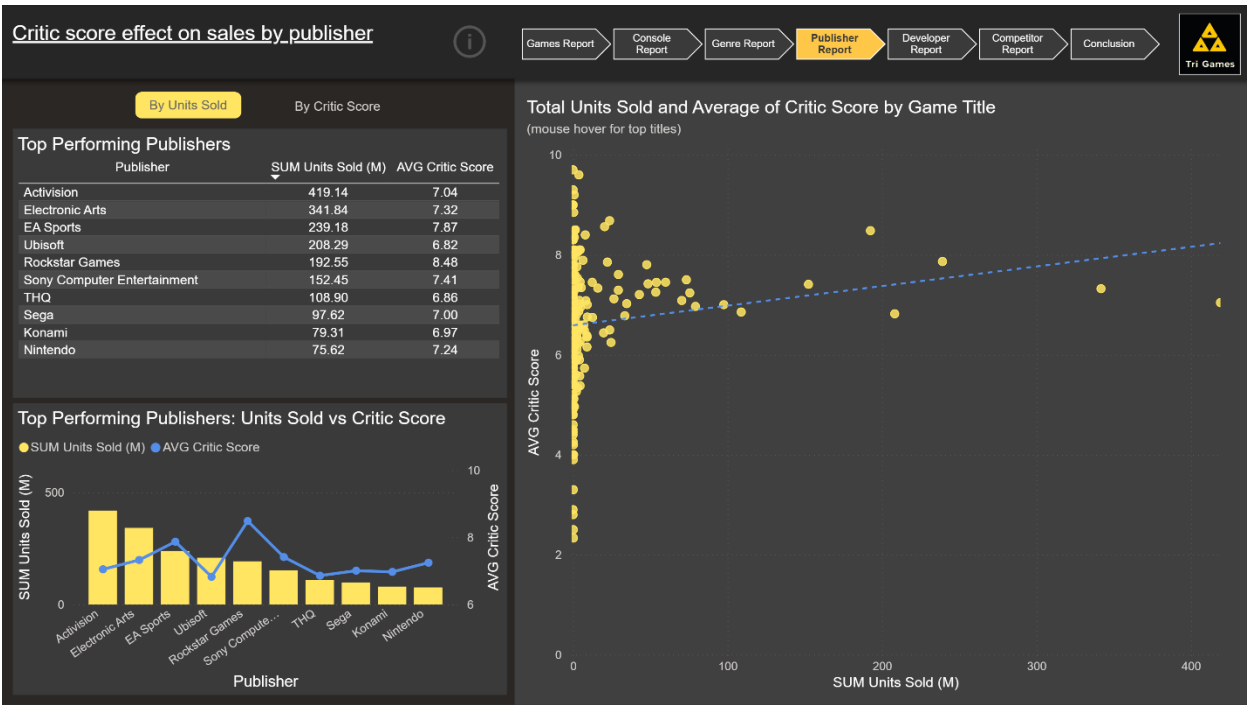 Critic score effect on sales by publisher
i
Games Report
Console
Report
Genre Report
Publisher
Report
Developer
Report
Competitor
Report
Conclusion
Tri Games
By Units Sold
By Critic Score
Top Performing Publishers
Publisher SUM Units Sold (M) AVG Critic Score
Activision 419.14 7.04
Electronic Arts 341.84 7.32
EA Sports 239.18 7.87
Ubisoft 208.29 6.82
Rockstar Games 192.55 8.48
Sony Computer Entertainment 152.45 7.41
THQ 108.90 6.86
Sega 97.62 7.00
Konami 79.31 6.97
Nintendo 75.62 7.24
Top Performing Publishers: Units Sold vs Critic Score
SUM Units Sold (M) AVG Critic Score
SUM Units Sold (M)
500
0
10
8
6
AVG Critic Score
Activision
Electronic Arts
EA Sports
Ubisoft
Rockstar Games
Sony Compute...
THQ
Sega
Konami
Nintendo
Publisher
Total Units Sold and Average of Critic Score by Game Title
(mouse hover for top titles)
AVG Critic Score
10
8
6
4
2
0
0 100 200 300 400
SUM Units Sold (M)